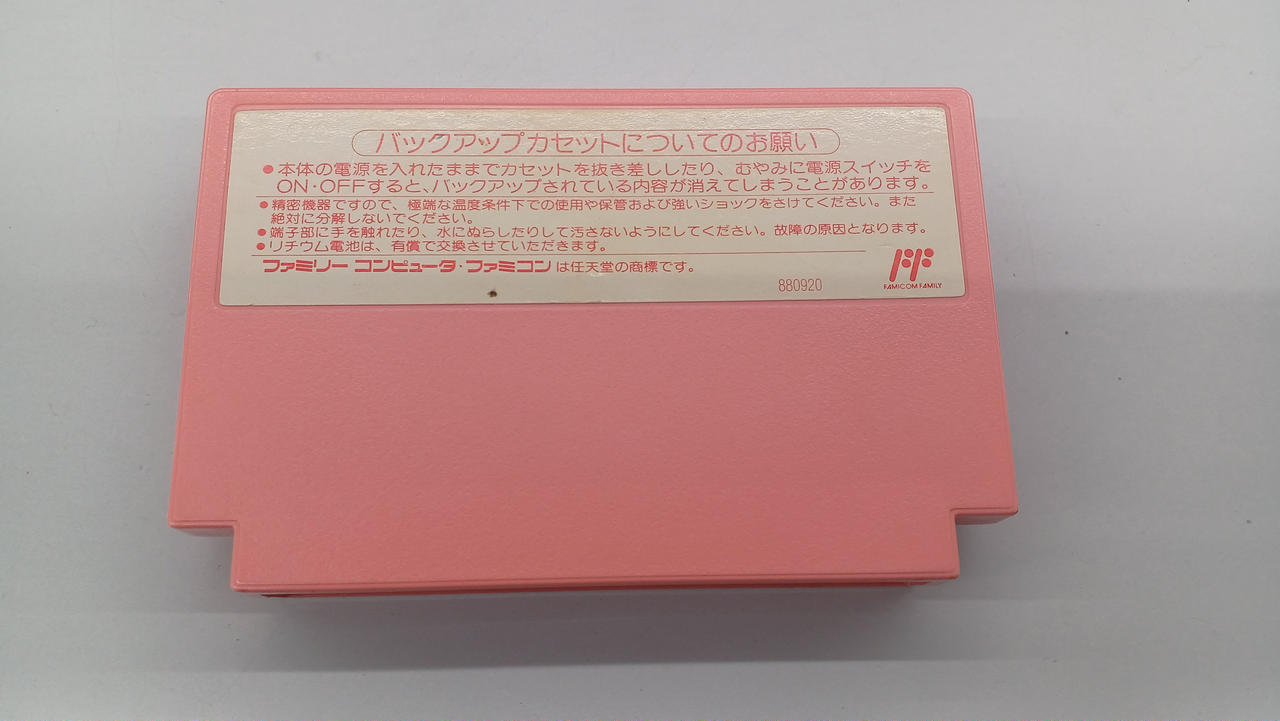 バックアップカセットについてのお願い
●本体の電源を入れたままでカセットを抜き差ししたり、むやみに電源スイッチを
ON・OFFすると、バックアップされている内容が消えてしまうことがあります。
●精密機器ですので、極端な温度条件下での使用や保管および強いショックをさけてください。また
絶対に分解しないでください。
●端子部に手を触れたり、水にぬらしたりして汚さないようにしてください。故障の原因となります。
●リチウム電池は、有償で交換させていただきます。
ファミリー コンピュータ・ファミコン は任天堂の商標です。
880920
FAMICOM FAMILY